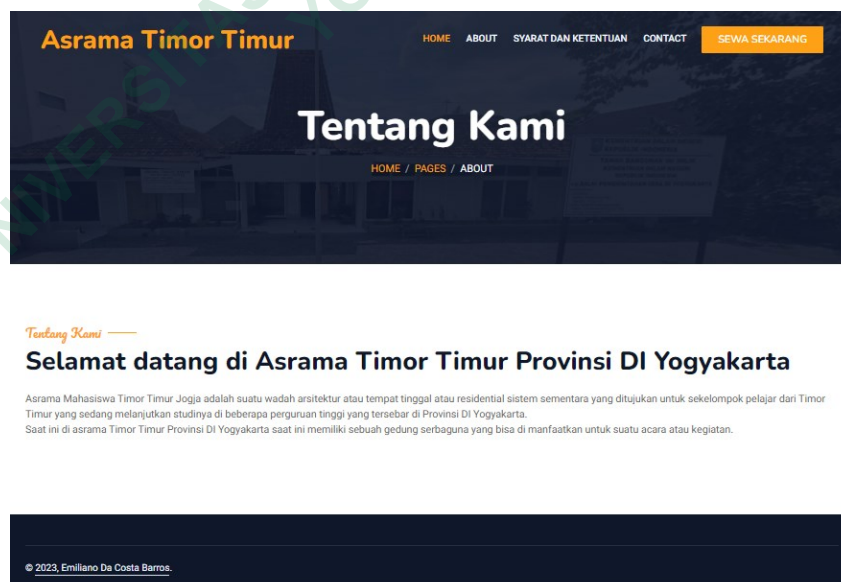 Asrama Timor Timur
HOME ABOUT SYARAT DAN KETENTUAN CONTACT SEWA SEKARANG
Tentang Kami
HOME / PAGES / ABOUT
Tentang Kami
Selamat datang di Asrama Timor Timur Provinsi DI Yogyakarta
Asrama Mahasiswa Timor Timur Jogja adalah suatu wadah arsitektur atau tempat tinggal atau residential sistem sementara yang ditujukan untuk sekelompok pelajar dari Timor
Timur yang sedang melanjutkan studinya di beberapa perguruan tinggi yang tersebar di Provinsi DI Yogyakarta.
Saat ini di asrama Timor Timur Provinsi DI Yogyakarta saat ini memiliki sebuah gedung serbaguna yang bisa di manfaatkan untuk suatu acara atau kegiatan.
© 2023, Emiliano Da Costa Barros.